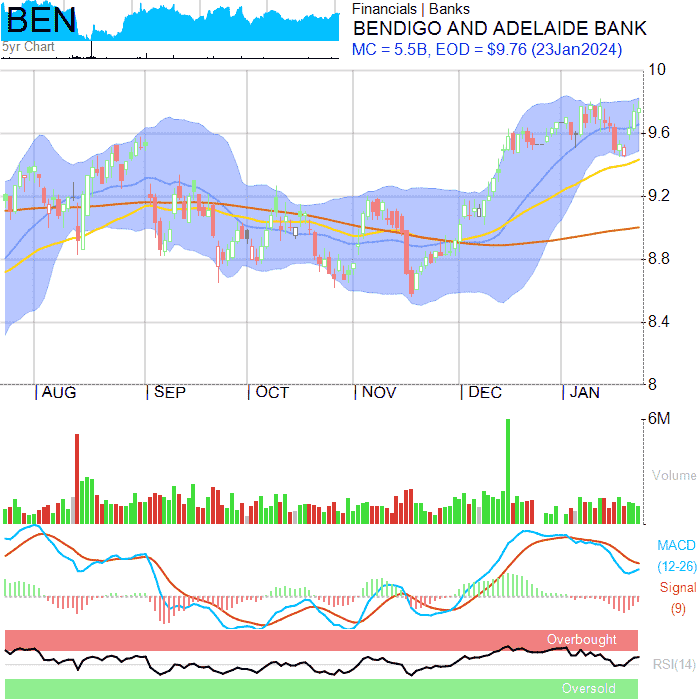 BEN
5yr Chart
Financials | Banks
BENDIGO AND ADELAIDE BANK
MC = 5.5B, EOD = $9.76 (23Jan2024)
10
9.6
9.2
8.8
8.4
8
AUG SEP OCT NOV DEC JAN
6M
Volume
MACD
(12-26)
Signal
(9)
Overbought
RSI(14)
Oversold